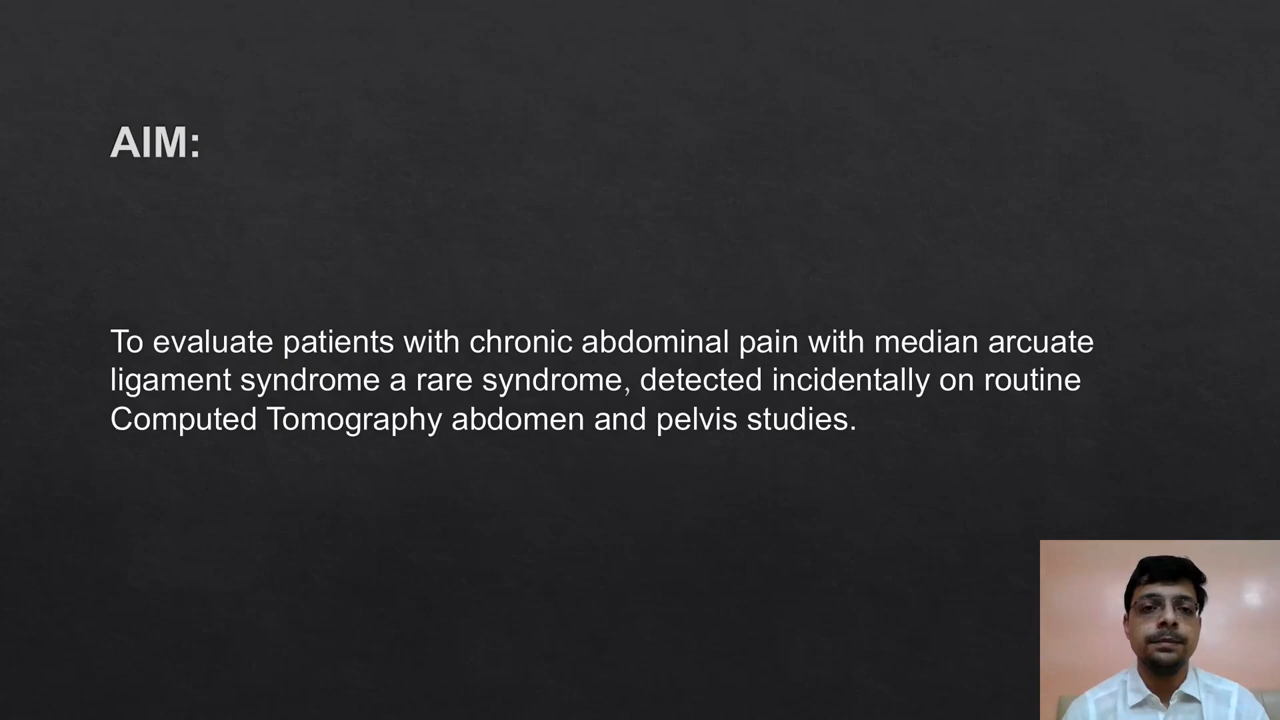 AIM:
To evaluate patients with chronic abdominal pain with median arcuate
ligament syndrome a rare syndrome, detected incidentally on routine
Computed Tomography abdomen and pelvis studies.